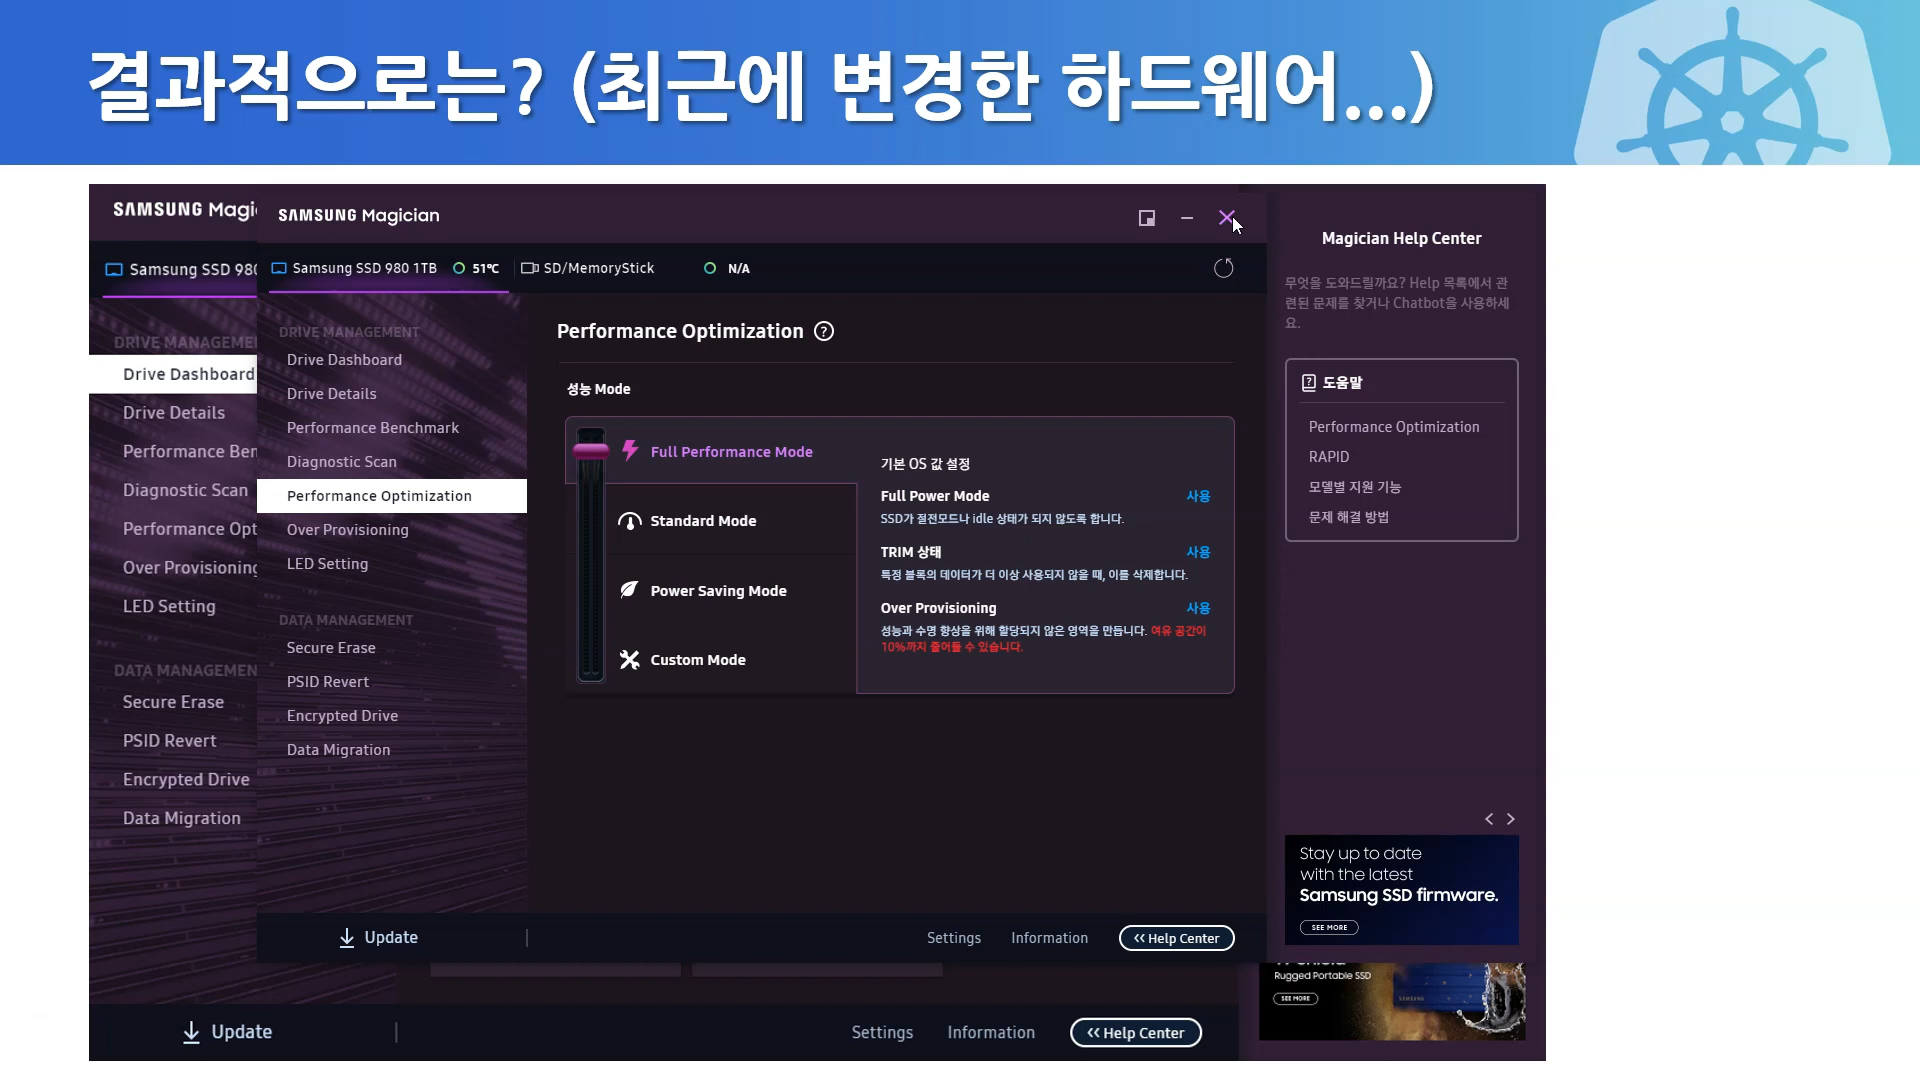 결과적으로는? (최근에 변경한 하드웨어...)
SAMSUNG Magi
Samsung SSD 980
DRIVE MANAGEME
Drive Dashboard
Drive Details
Performance Ben
Diagnostic Scan
Performance Opt
Over Provisioning
LED Setting
DATA MANAGEMEN
Secure Erase
PSID Revert
Encrypted Drive
Data Migration
SAMSUNG Magician
Samsung SSD 980 1TB 51℃ SD/MemoryStick N/A
DRIVE MANAGEMENT
Drive Dashboard
Drive Details
Performance Benchmark
Diagnostic Scan
Performance Optimization
Over Provisioning
LED Setting
DATA MANAGEMENT
Secure Erase
PSID Revert
Encrypted Drive
Data Migration
Performance Optimization ?
성능 Mode
Full Performance Mode
Standard Mode
Power Saving Mode
Custom Mode
기본 OS 값 설정
Full Power Mode 사용
SSD가 절전모드나 idle 상태가 되지 않도록 합니다.
TRIM 상태 사용
특정 블록의 데이터가 더 이상 사용되지 않을 때, 이를 삭제합니다.
Over Provisioning 사용
성능과 수명 향상을 위해 할당되지 않은 영역을 만듭니다. 여유 공간이
10%까지 줄어들 수 있습니다.
Update Settings Information Help Center
Magician Help Center
무엇을 도와드릴까요? Help 목록에서 관
련된 문제를 찾거나 Chatbot을 사용하세
요.
도움말
Performance Optimization
RAPID
모델별 지원 기능
문제 해결 방법
Stay up to date
with the latest
Samsung SSD firmware.
SEE MORE
Rugged Portable SSD
SEE MORE
SAMSUNG
Update Settings Information Help Center